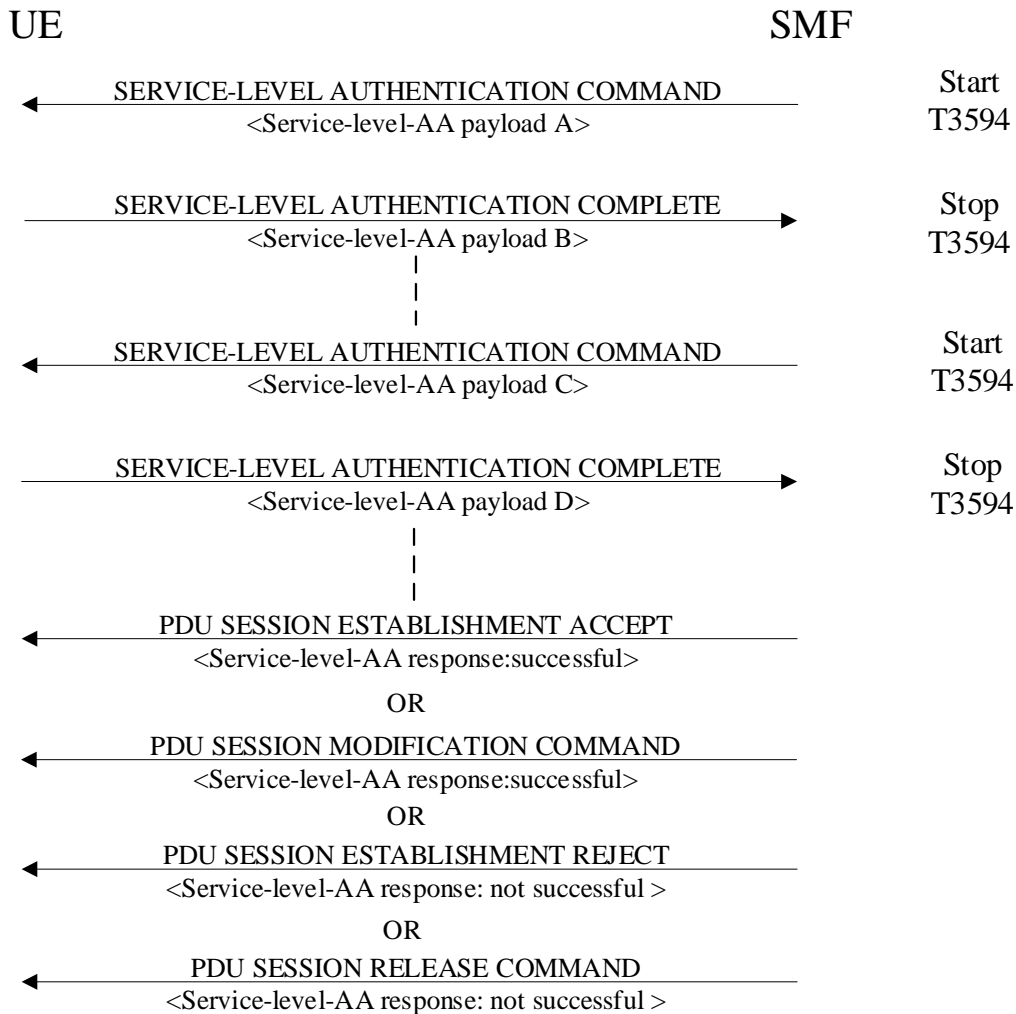 UE
SMF
SERVICE-LEVEL AUTHENTICATION COMMAND
<Service-level-AA payload A>
Start
T3594
SERVICE-LEVEL AUTHENTICATION COMPLETE
<Service-level-AA payload B>
Stop
T3594
SERVICE-LEVEL AUTHENTICATION COMMAND
<Service-level-AA payload C>
Start
T3594
SERVICE-LEVEL AUTHENTICATION COMPLETE
<Service-level-AA payload D>
Stop
T3594
PDU SESSION ESTABLISHMENT ACCEPT
<Service-level-AA response:successful>
OR
PDU SESSION MODIFICATION COMMAND
<Service-level-AA response:successful>
OR
PDU SESSION ESTABLISHMENT REJECT
<Service-level-AA response: not successful >
OR
PDU SESSION RELEASE COMMAND
<Service-level-AA response: not successful >